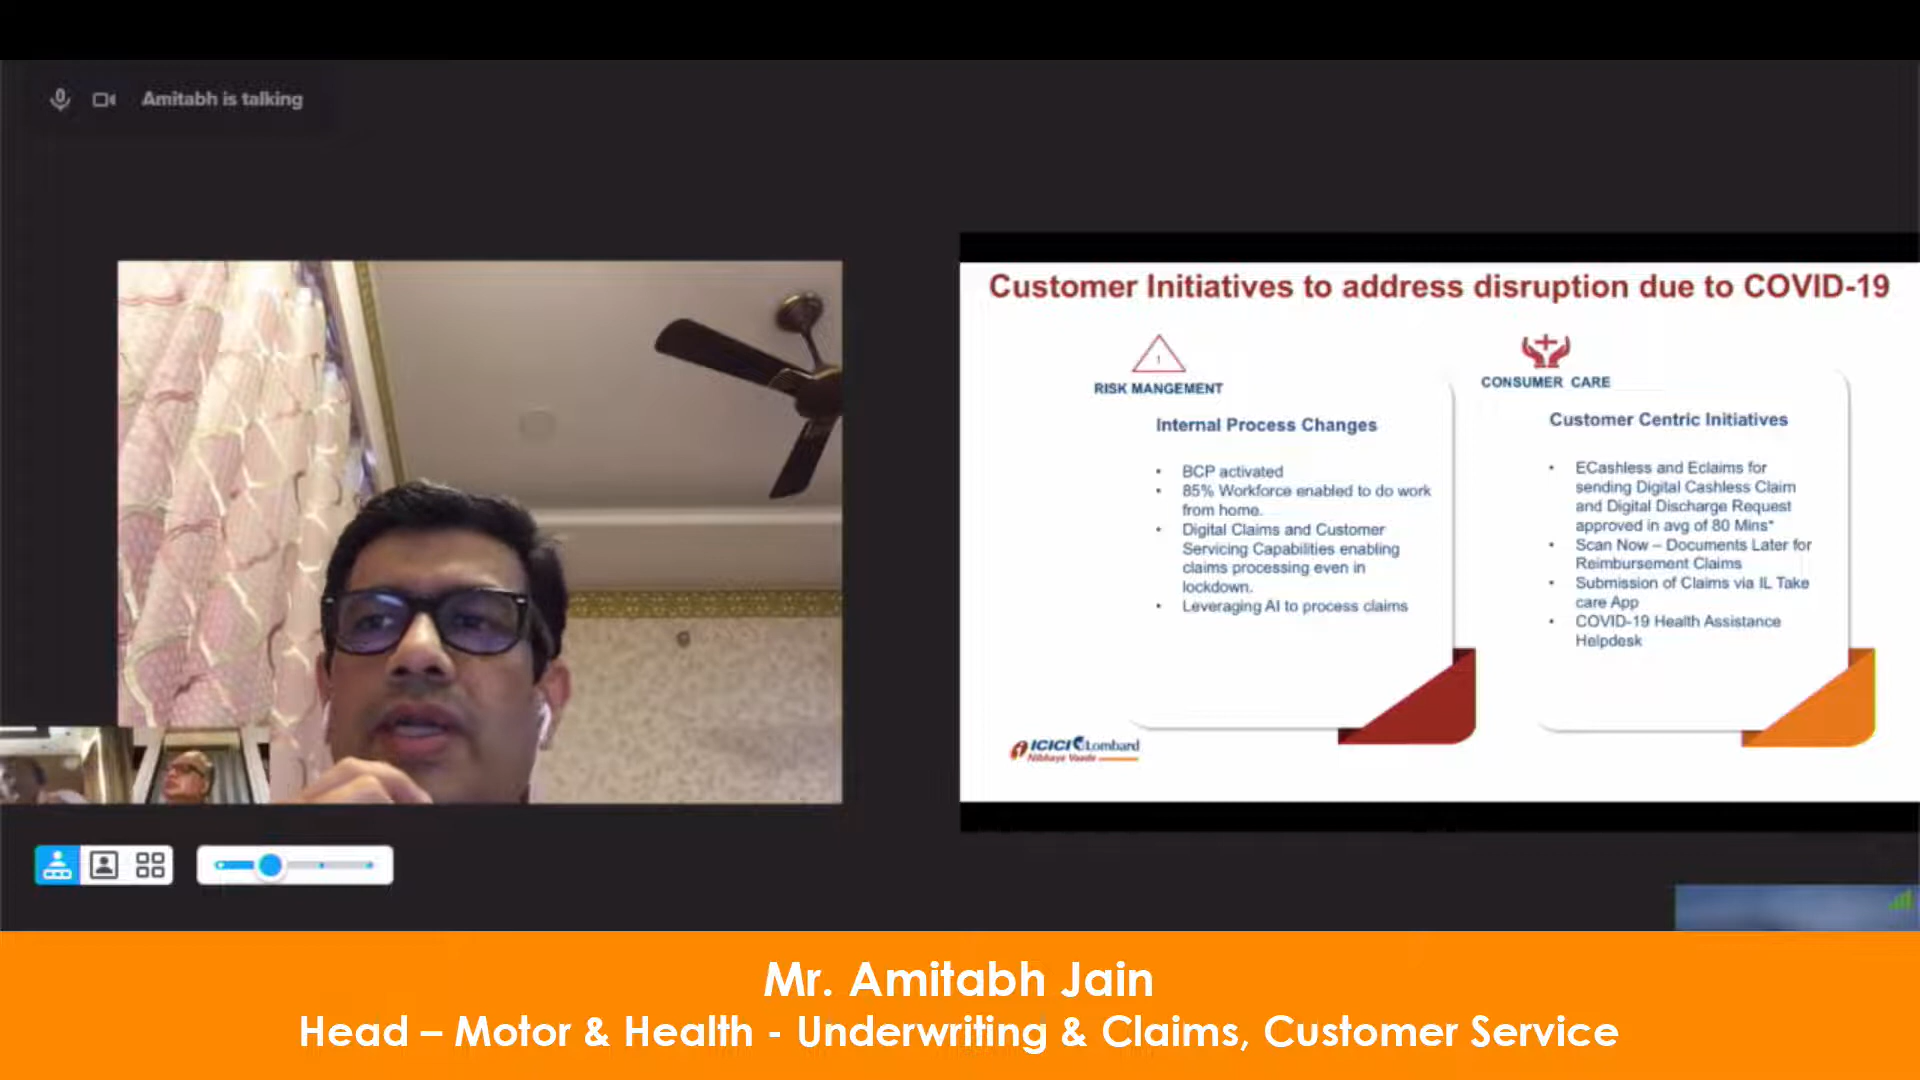 Amitabh is talking
Customer Initiatives to address disruption due to COVID-19
1
RISK MANGEMENT
Internal Process Changes
• BCP activated
• 85% Workforce enabled to do work
from home.
• Digital Claims and Customer
Servicing Capabilities enabling
claims processing even in
lockdown.
• Leveraging AI to process claims
CONSUMER CARE
Customer Centric Initiatives
• ECashless and Eclaims for
sending Digital Cashless Claim
and Digital Discharge Request
approved in avg of 80 Mins*
• Scan Now – Documents Later for
Reimbursement Claims
• Submission of Claims via IL Take
care App
• COVID-19 Health Assistance
Helpdesk
ICICI Lombard
Nibhaye Vaade
Mr. Amitabh Jain
Head – Motor & Health - Underwriting & Claims, Customer Service